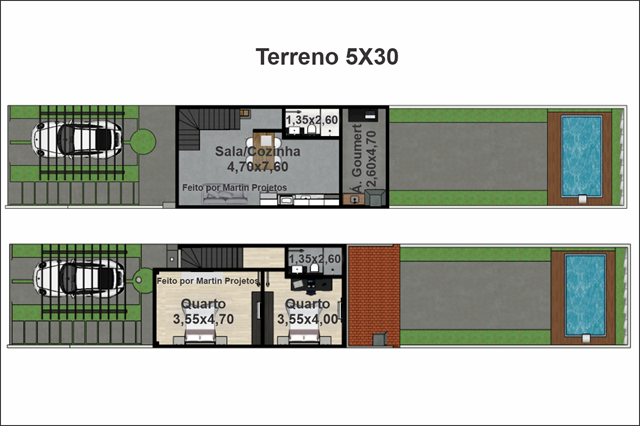 Terreno 5X30
1,35x2,60
Sala/Cozinha
4,70x7,60
Feito por Martin Projetos
Á. Goumert
2,60x4,70
1,35x2,60
Feito por Martin Projetos
Quarto
3,55x4,70
Quarto
3,55x4,00